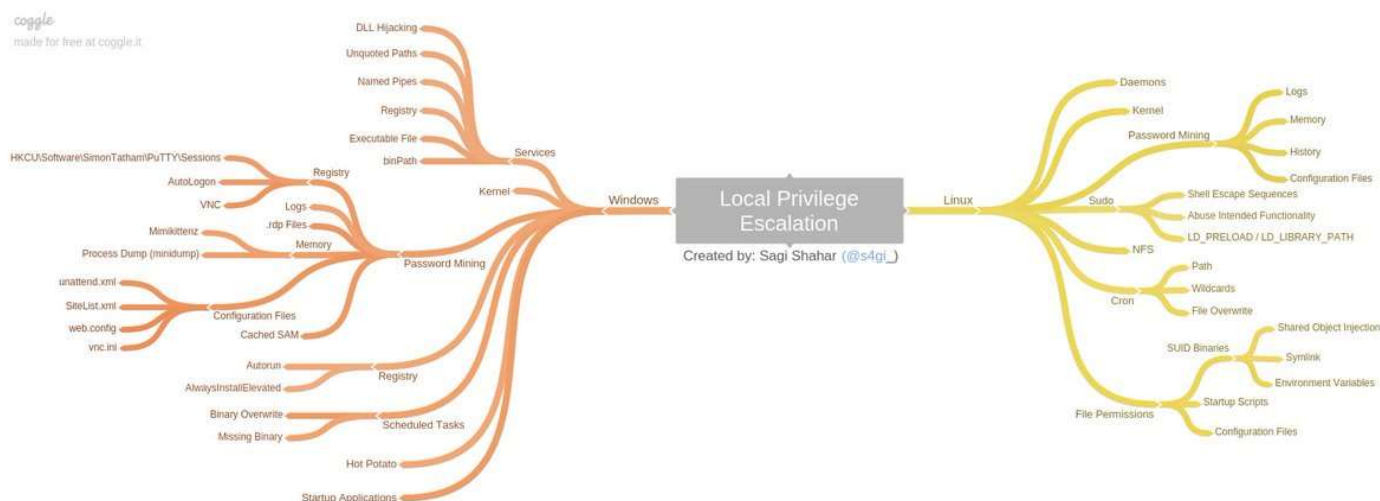 coggle
made for free at coggle.it
Local Privilege
Escalation
Created by: Sagi Shahar (@s4gi_)
Windows
Services
DLL Hijacking
Unquoted Paths
Named Pipes
Registry
Executable File
binPath
Kernel
Password Mining
Registry
HKCU\Software\SimonTatham\PuTTY\Sessions
AutoLogon
VNC
Logs
.rdp Files
Memory
Mimikittenz
Process Dump (minidump)
Configuration Files
unattend.xml
SiteList.xml
web.config
vnc.ini
Cached SAM
Registry
Autorun
AlwaysInstallElevated
Scheduled Tasks
Binary Overwrite
Missing Binary
Hot Potato
Startup Applications
Linux
Daemons
Kernel
Password Mining
Logs
Memory
History
Configuration Files
Sudo
Shell Escape Sequences
Abuse Intended Functionality
LD_PRELOAD / LD_LIBRARY_PATH
NFS
Cron
Path
Wildcards
File Overwrite
File Permissions
SUID Binaries
Shared Object Injection
Symlink
Environment Variables
Startup Scripts
Configuration Files